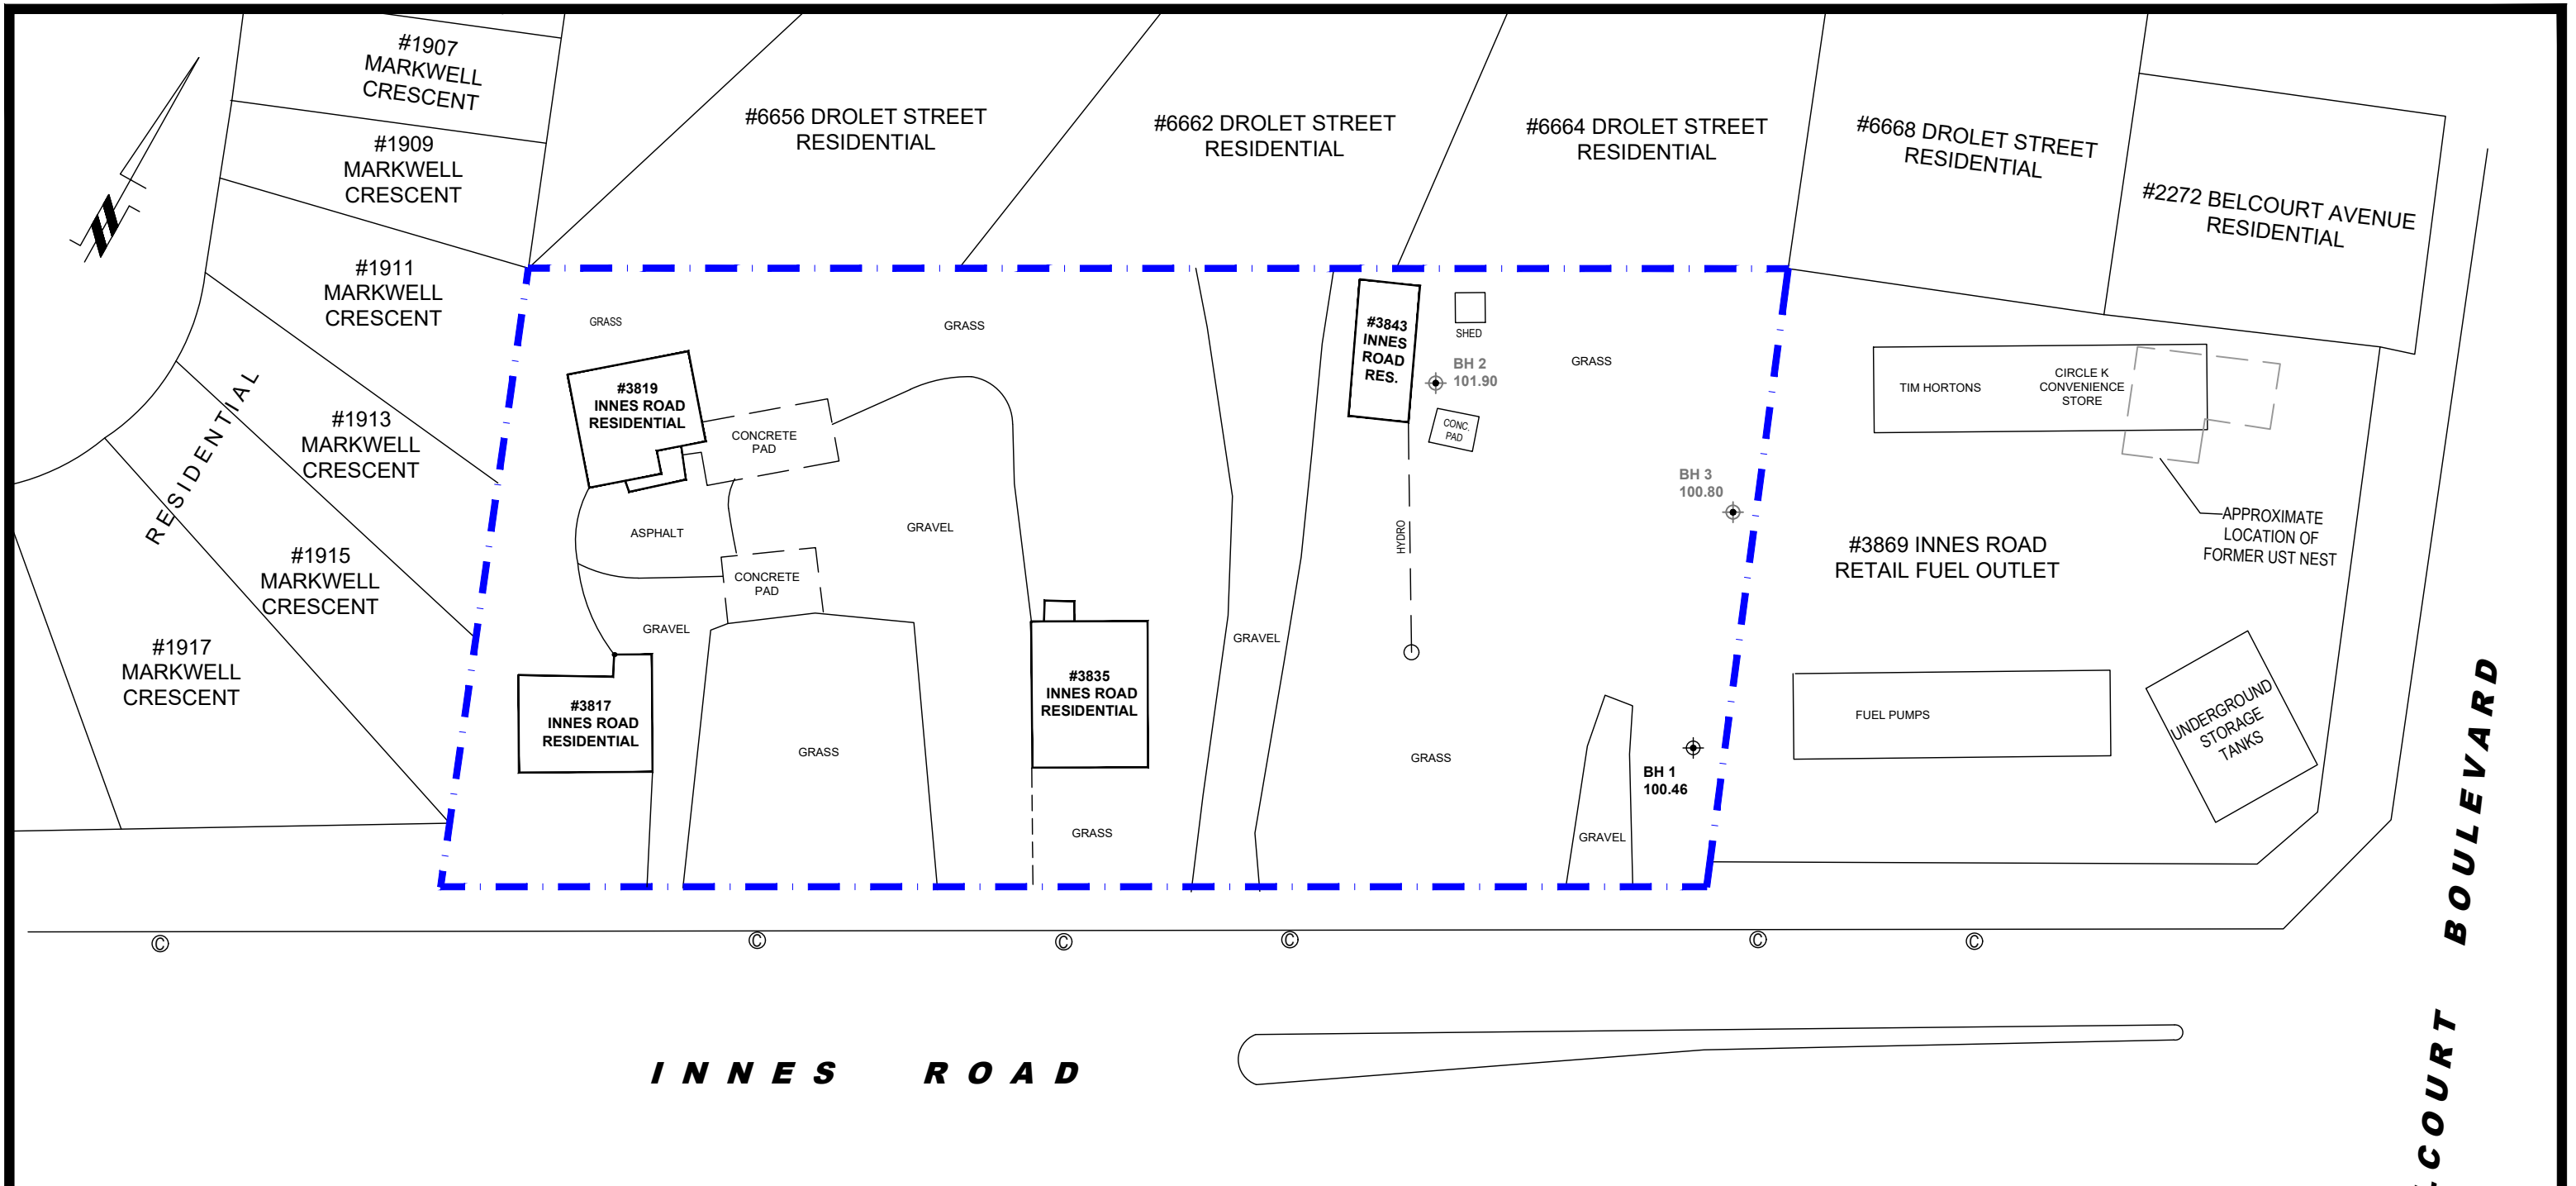 #1907
MARKWELL
CRESCENT
#1909
MARKWELL
CRESCENT
#1911
MARKWELL
CRESCENT
#1913
MARKWELL
CRESCENT
#1915
MARKWELL
CRESCENT
#1917
MARKWELL
CRESCENT
RESIDENTIAL
#6656 DROLET STREET
RESIDENTIAL
#6662 DROLET STREET
RESIDENTIAL
#6664 DROLET STREET
RESIDENTIAL
#6668 DROLET STREET
RESIDENTIAL
#2272 BELCOURT AVENUE
RESIDENTIAL
GRASS
GRASS
#3819
INNES ROAD
RESIDENTIAL
CONCRETE
PAD
ASPHALT
GRAVEL
CONCRETE
PAD
GRAVEL
#3817
INNES ROAD
RESIDENTIAL
GRASS
#3835
INNES ROAD
RESIDENTIAL
GRASS
GRAVEL
#3843
INNES
ROAD
RES.
SHED
BH 2
101.90
CONC.
PAD
HYDRO
GRASS
BH 3
100.80
GRASS
BH 1
100.46
GRAVEL
TIM HORTONS
CIRCLE K
CONVENIENCE
STORE
APPROXIMATE
LOCATION OF
FORMER UST NEST
#3869 INNES ROAD
RETAIL FUEL OUTLET
FUEL PUMPS
UNDERGROUND
STORAGE
TANKS
©
©
©
©
©
©
INNES ROAD
COURT BOULEVARD